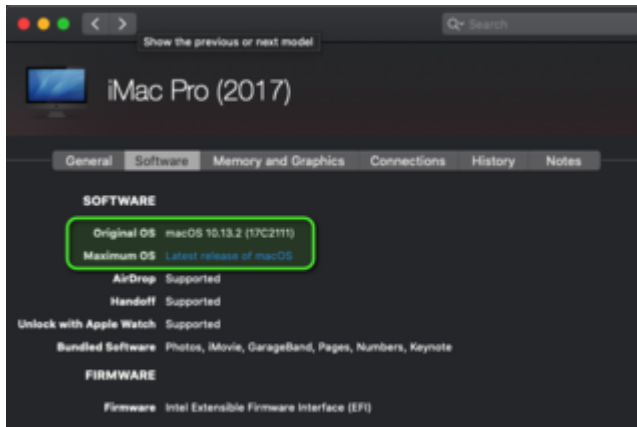 Search
Show the previous or next model
iMac Pro (2017)
General Software Memory and Graphics Connections History Notes
SOFTWARE
Original OS macOS 10.13.2 (17C2111)
Maximum OS Latest release of macOS
AirDrop Supported
Handoff Supported
Unlock with Apple Watch Supported
Bundled Software Photos, iMovie, GarageBand, Pages, Numbers, Keynote
FIRMWARE
Firmware Intel Extensible Firmware Interface (EFI)